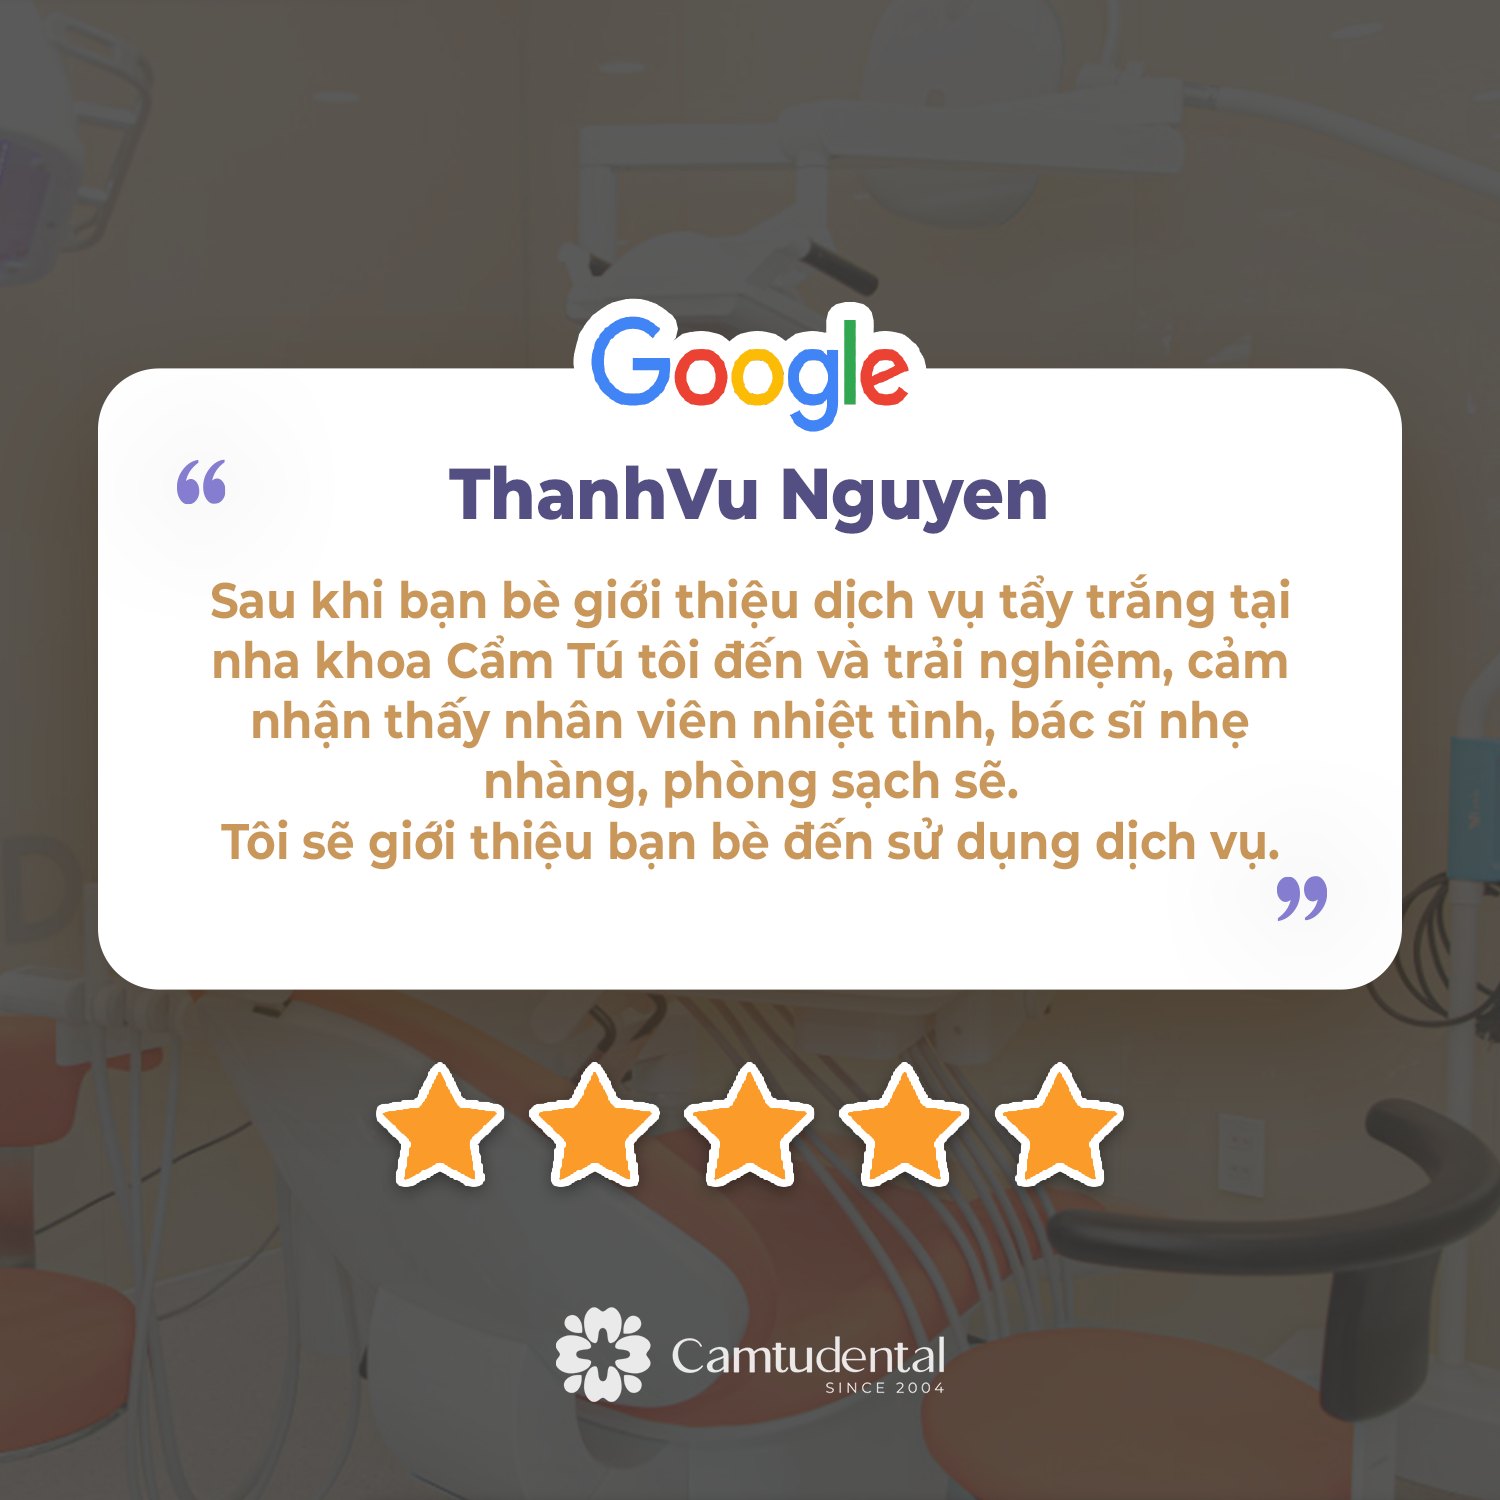 Google
“
ThanhVu Nguyen
Sau khi bạn bè giới thiệu dịch vụ tẩy trắng tại
nha khoa Cẩm Tú tôi đến và trải nghiệm, cảm
nhận thấy nhân viên nhiệt tình, bác sĩ nhẹ
nhàng, phòng sạch sẽ.
Tôi sẽ giới thiệu bạn bè đến sử dụng dịch vụ.
”
Camtudental
SINCE 2004